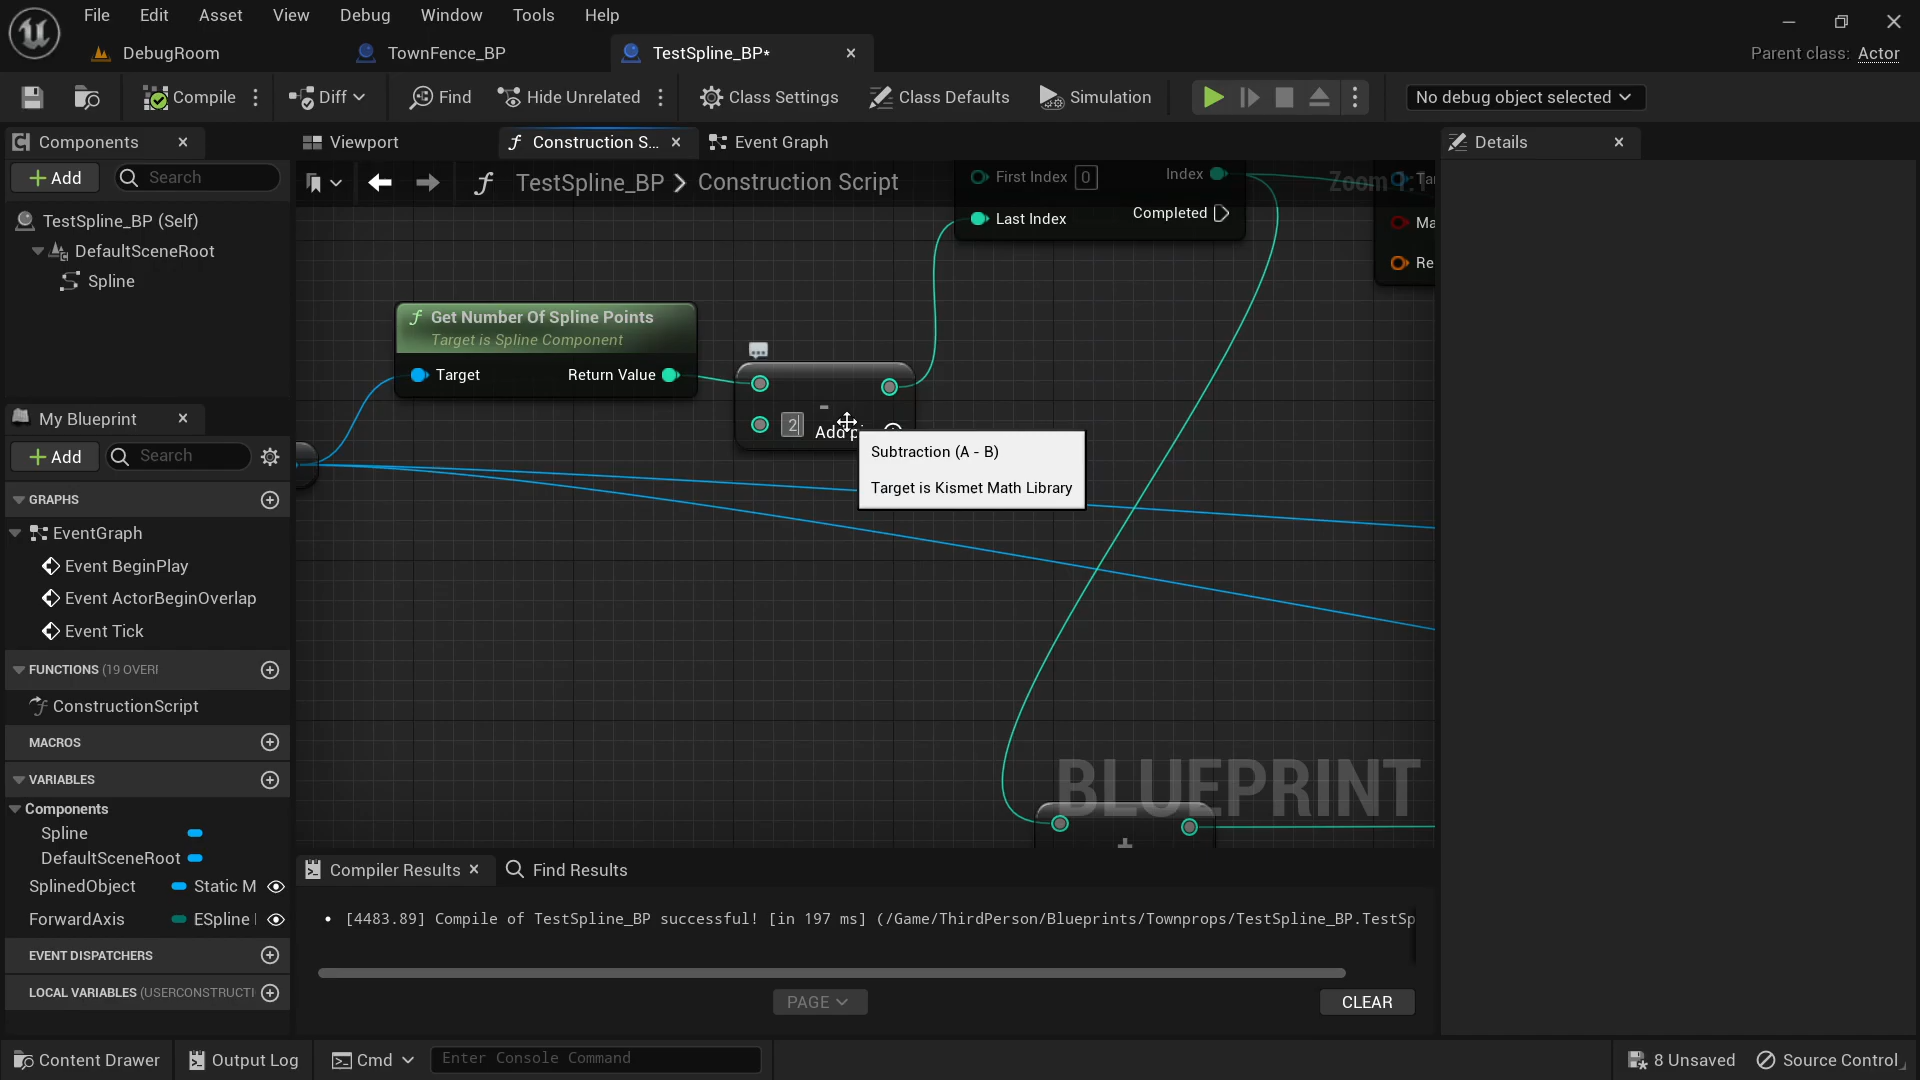 File Edit Asset View Debug Window Tools Help
DebugRoom TownFence_BP TestSpline_BP* Parent class: Actor
Compile Diff Find Hide Unrelated Class Settings Class Defaults Simulation No debug object selected
Components
Add Search
TestSpline_BP (Self)
DefaultSceneRoot
Spline
My Blueprint
Add Search
GRAPHS
EventGraph
Event BeginPlay
Event ActorBeginOverlap
Event Tick
FUNCTIONS (19 OVERI
ConstructionScript
MACROS
VARIABLES
Components
Spline
DefaultSceneRoot
SplinedObject Static M
ForwardAxis ESpline
EVENT DISPATCHERS
LOCAL VARIABLES (USERCONSTRUCTI
Viewport Construction S... Event Graph
TestSpline_BP > Construction Script
Zoom 1:1
First Index 0 Index
Last Index Completed
Ta
Ma
Re
Get Number Of Spline Points
Target is Spline Component
Target Return Value
-
2
Add p
Subtraction (A - B)
Target is Kismet Math Library
BLUEPRINT
+
Compiler Results Find Results
• [4483.89] Compile of TestSpline_BP successful! [in 197 ms] (/Game/ThirdPerson/Blueprints/Townprops/TestSpline_BP.TestSp
PAGE CLEAR
Details
Content Drawer Output Log Cmd Enter Console Command 8 Unsaved Source Control